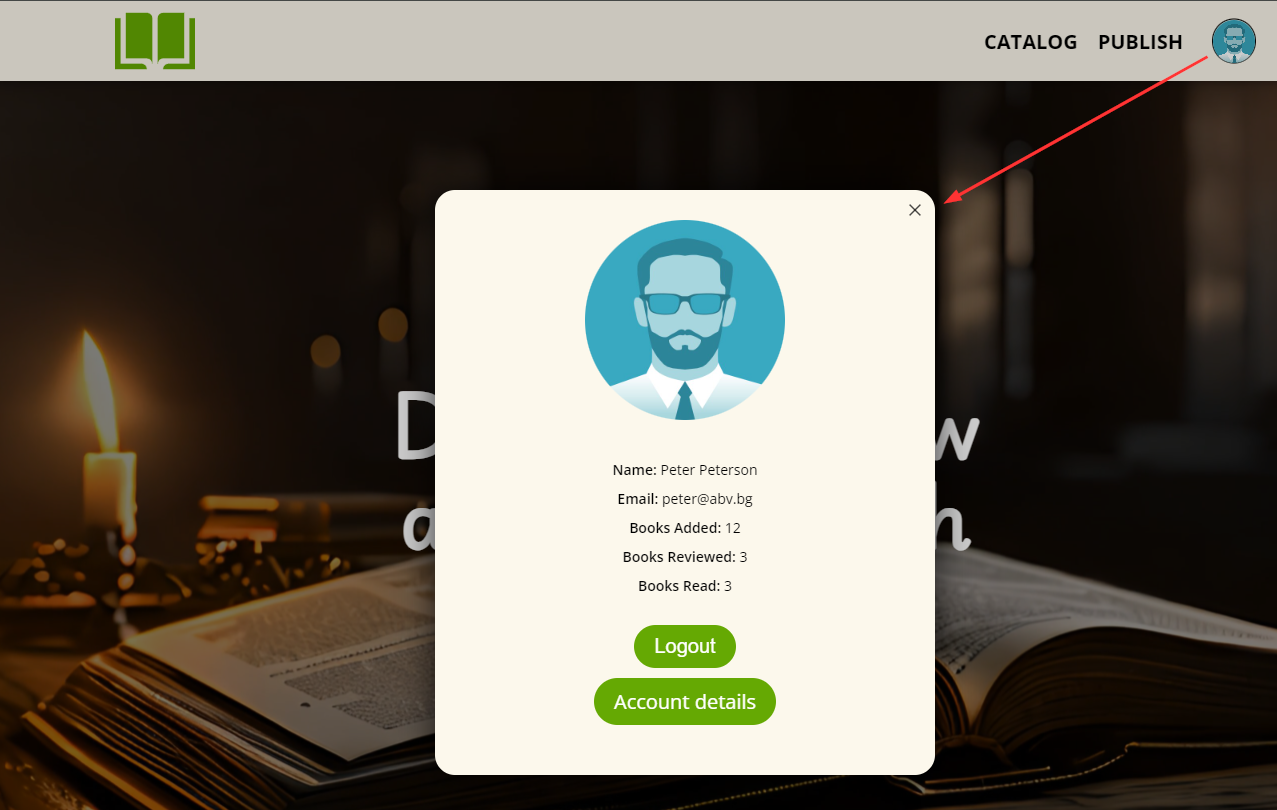 CATALOG PUBLISH
Name: Peter Peterson
Email: peter@abv.bg
Books Added: 12
Books Reviewed: 3
Books Read: 3
Logout
Account details